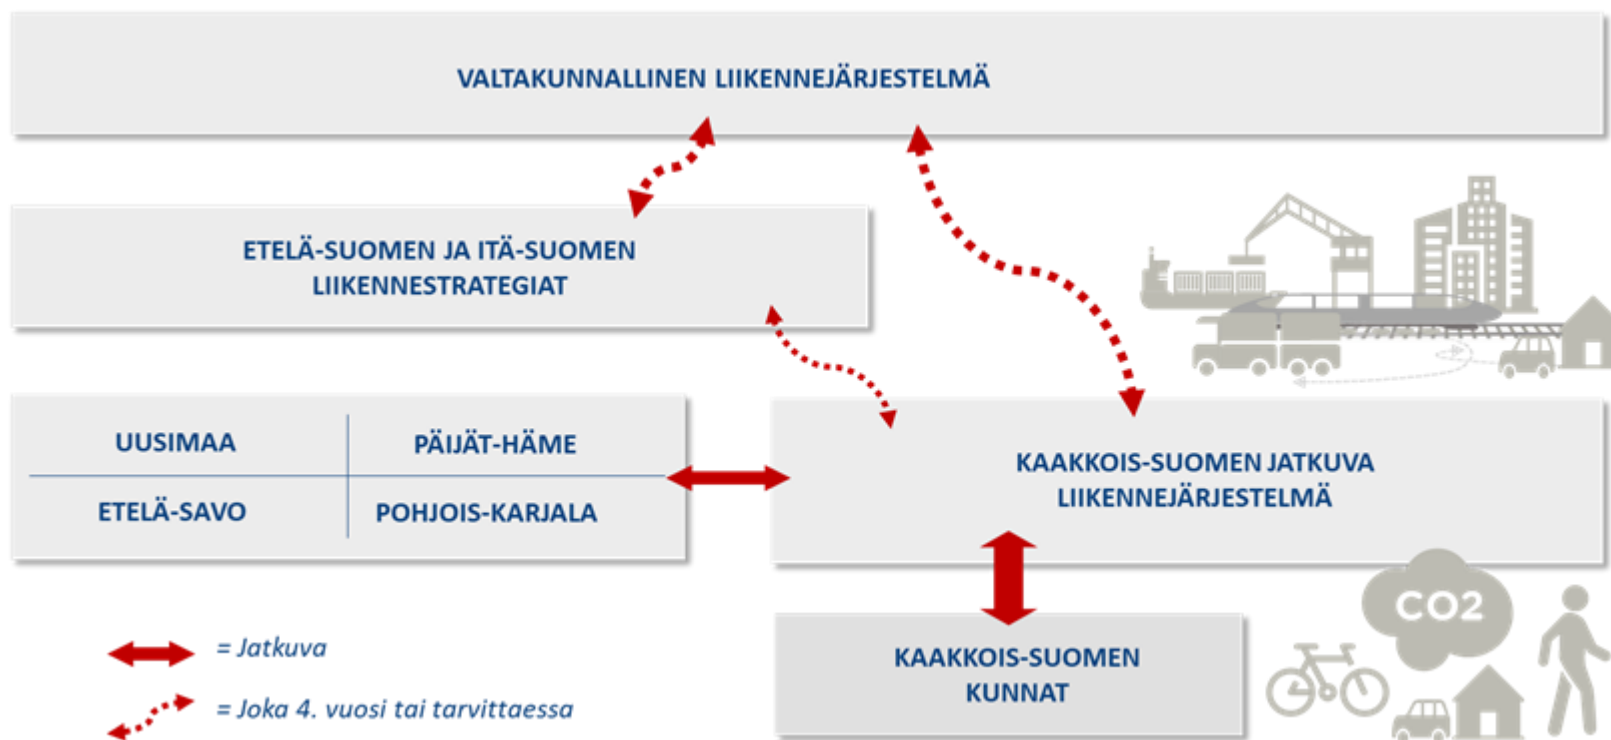 VALTAKUNNALLINEN LIIKENNEJÄRJESTELMÄ
ETELÄ-SUOMEN JA ITÄ-SUOMEN
LIIKENNESTRATEGIAT
UUSIMAA
PÄIJÄT-HÄME
ETELÄ-SAVO
POHJOIS-KARJALA
KAAKKOIS-SUOMEN JATKUVA
LIIKENNEJÄRJESTELMÄ
CO2
KAAKKOIS-SUOMEN
KUNNAT
= Jatkuva
= Joka 4. vuosi tai tarvittaessa